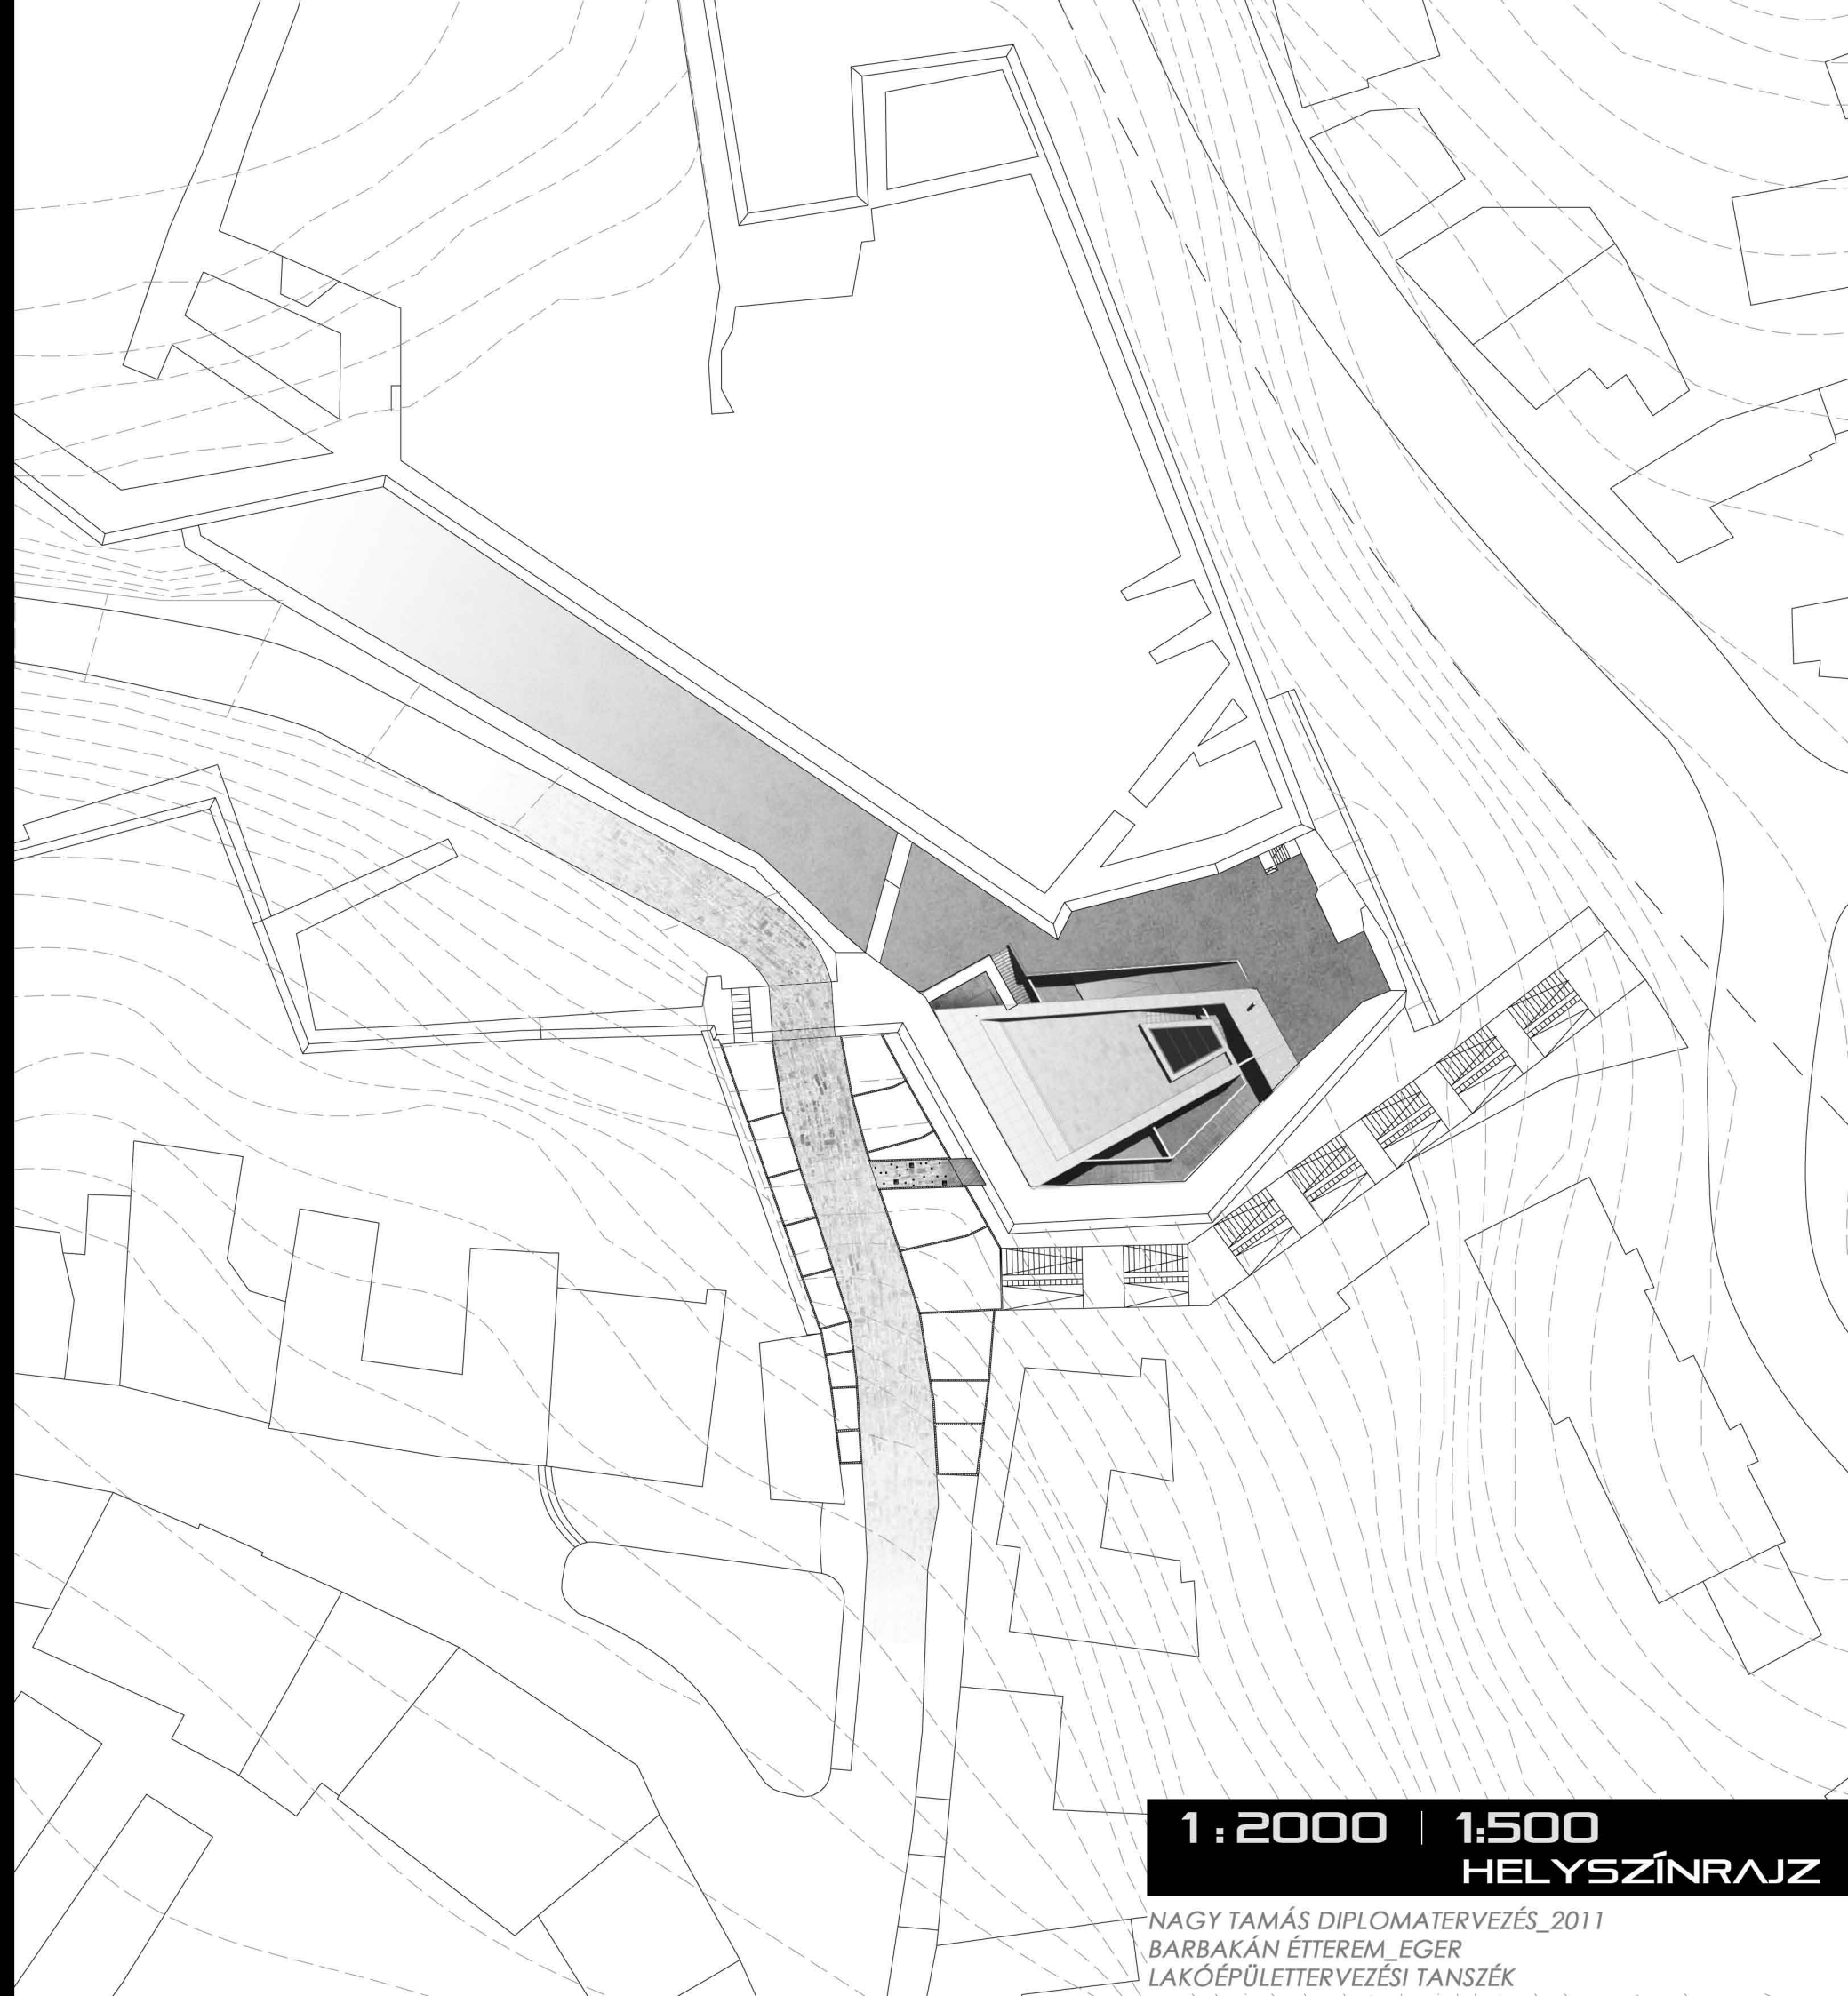 1:2000 | 1:500
HELYSZÍNRAJZ
NAGY TAMÁS DIPLOMATERVEZÉS_2011
BARBAKÁN ÉTTEREM_EGER
LAKÓÉPÜLETTERVEZÉSI TANSZÉK